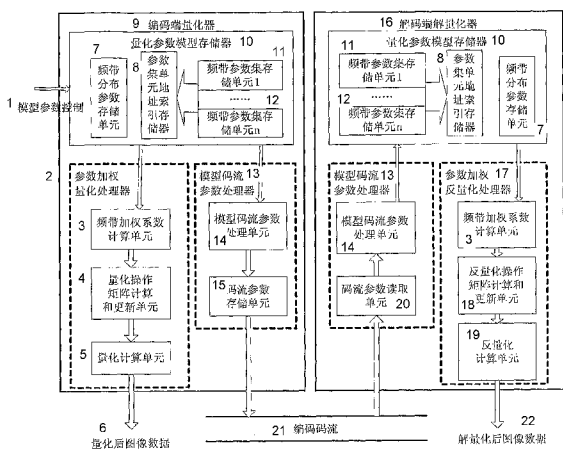 9 编码端量化器
量化参数模型存储器 10
7
频带分布参数存储单元
8
参数集单元地址索引存储器
11
频带参数集存储单元1
……
12
频带参数集存储单元n
1 模型参数控制
2
参数加权
量化处理器
3
频带加权系数
计算单元
4
量化操作
矩阵计算
和更新单元
5
量化计算单元
6
量化后图像数据
模型码流 13
参数处理器
模型码流参数
处理单元
14
15 码流参数
存储单元
16 解码端解量化器
量化参数模型存储器 10
11
频带参数集存储单元1
……
12
频带参数集存储单元n
8
参数集单元地址索引存储器
频带分布参数存储单元
7
模型码流 13
参数处理器
模型码流参数
处理单元
14
码流参数读取
单元 20
17
参数加权
反量化处理器
频带加权系数
3 计算单元
反量化操作
矩阵计算和
18 更新单元
19 反量化
计算单元
21 编码码流
22
解量化后图像数据